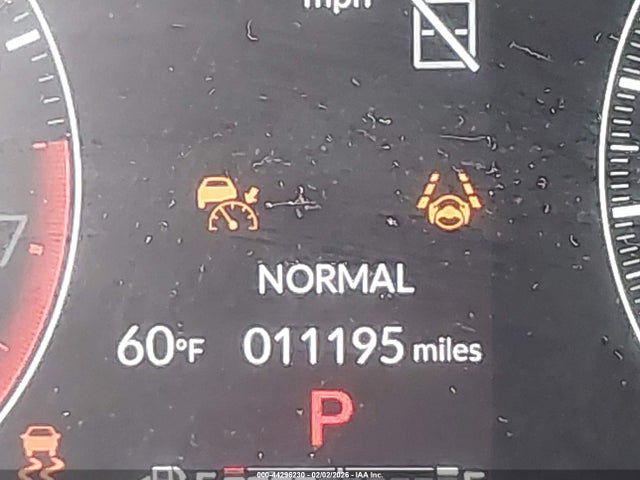 mph
NORMAL
60°F 011195 miles
P
000-44298230 - 02/02/2026 - IAA Inc.